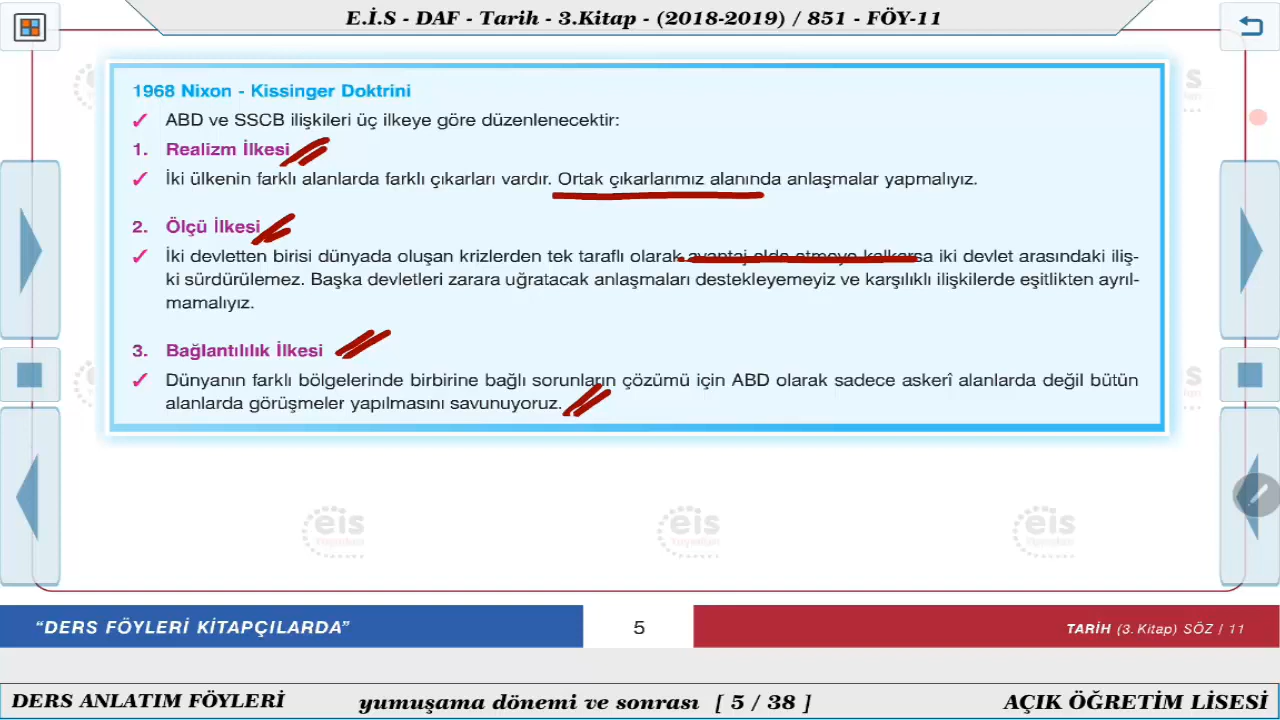 E.İ.S - DAF - Tarih - 3.Kitap - (2018-2019) / 851 - FÖY-11
1968 Nixon - Kissinger Doktrini
✓ ABD ve SSCB ilişkileri üç ilkeye göre düzenlenecektir:
1. Realizm İlkesi
✓ İki ülkenin farklı alanlarda farklı çıkarları vardır. Ortak çıkarlarımız alanında anlaşmalar yapmalıyız.
2. Ölçü İlkesi
✓ İki devletten birisi dünyada oluşan krizlerden tek taraflı olarak avantaj elde etmeye kalkarsa iki devlet arasındaki iliş-
ki sürdürülemez. Başka devletleri zarara uğratacak anlaşmaları destekleyemeyiz ve karşılıklı ilişkilerde eşitlikten ayrıl-
mamalıyız.
3. Bağlantılılık İlkesi
✓ Dünyanın farklı bölgelerinde birbirine bağlı sorunların çözümü için ABD olarak sadece askerî alanlarda değil bütün
alanlarda görüşmeler yapılmasını savunuyoruz.
eis eis eis
Yayınları Yayınları Yayınları
"DERS FÖYLERİ KİTAPÇILARDA"
5
TARİH (3. Kitap) SÖZ / 11
DERS ANLATIM FÖYLERİ
yumuşama dönemi ve sonrası [ 5 / 38 ]
AÇIK ÖĞRETİM LİSESİ